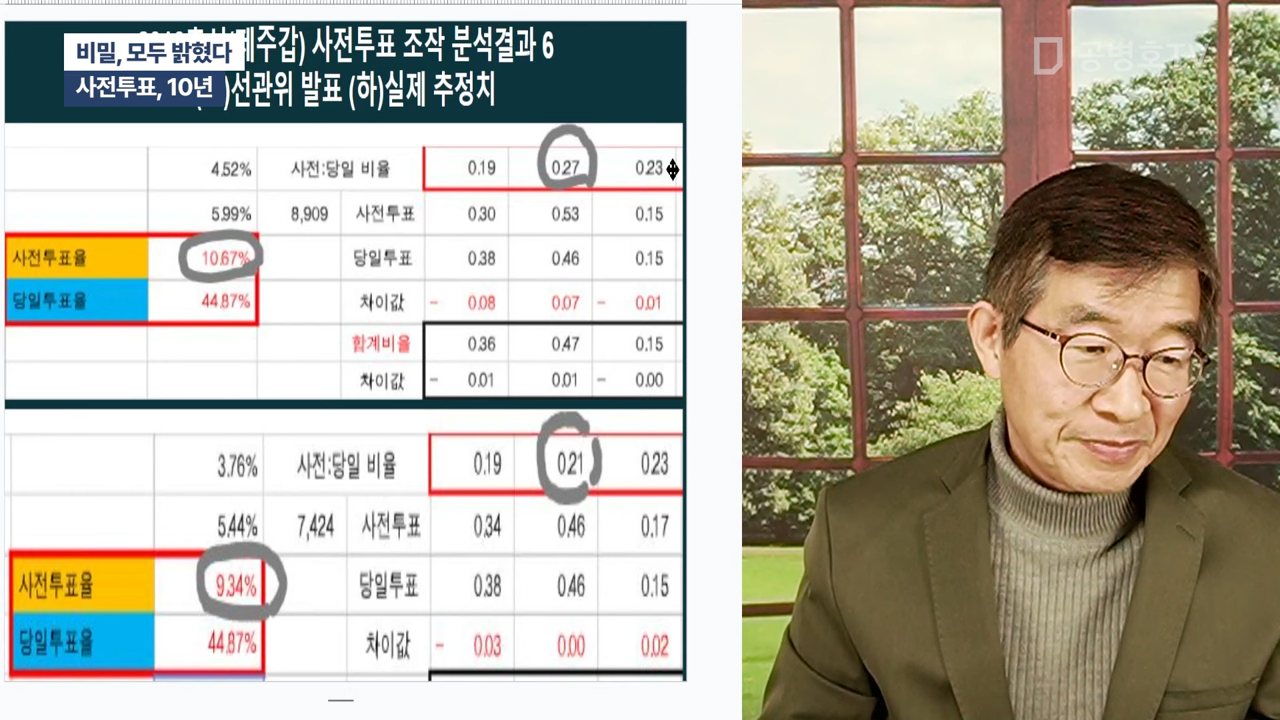 비밀, 모두 밝혔다
사전투표, 10년
제주갑) 사전투표 조작 분석결과 6
)선관위 발표 (하)실제 추정치
공병호TV
4.52% 사전:당일 비율 0.19 0.27 0.23
5.99% 8,909 사전투표 0.30 0.53 0.15
사전투표율 10.67% 당일투표 0.38 0.46 0.15
당일투표율 44.87% 차이값 - 0.08 0.07 - 0.01
합계비율 0.36 0.47 0.15
차이값 - 0.01 0.01 - 0.00
3.76% 사전:당일 비율 0.19 0.21 0.23
5.44% 7,424 사전투표 0.34 0.46 0.17
사전투표율 9.34% 당일투표 0.38 0.46 0.15
당일투표율 44.87% 차이값 - 0.03 0.00 0.02